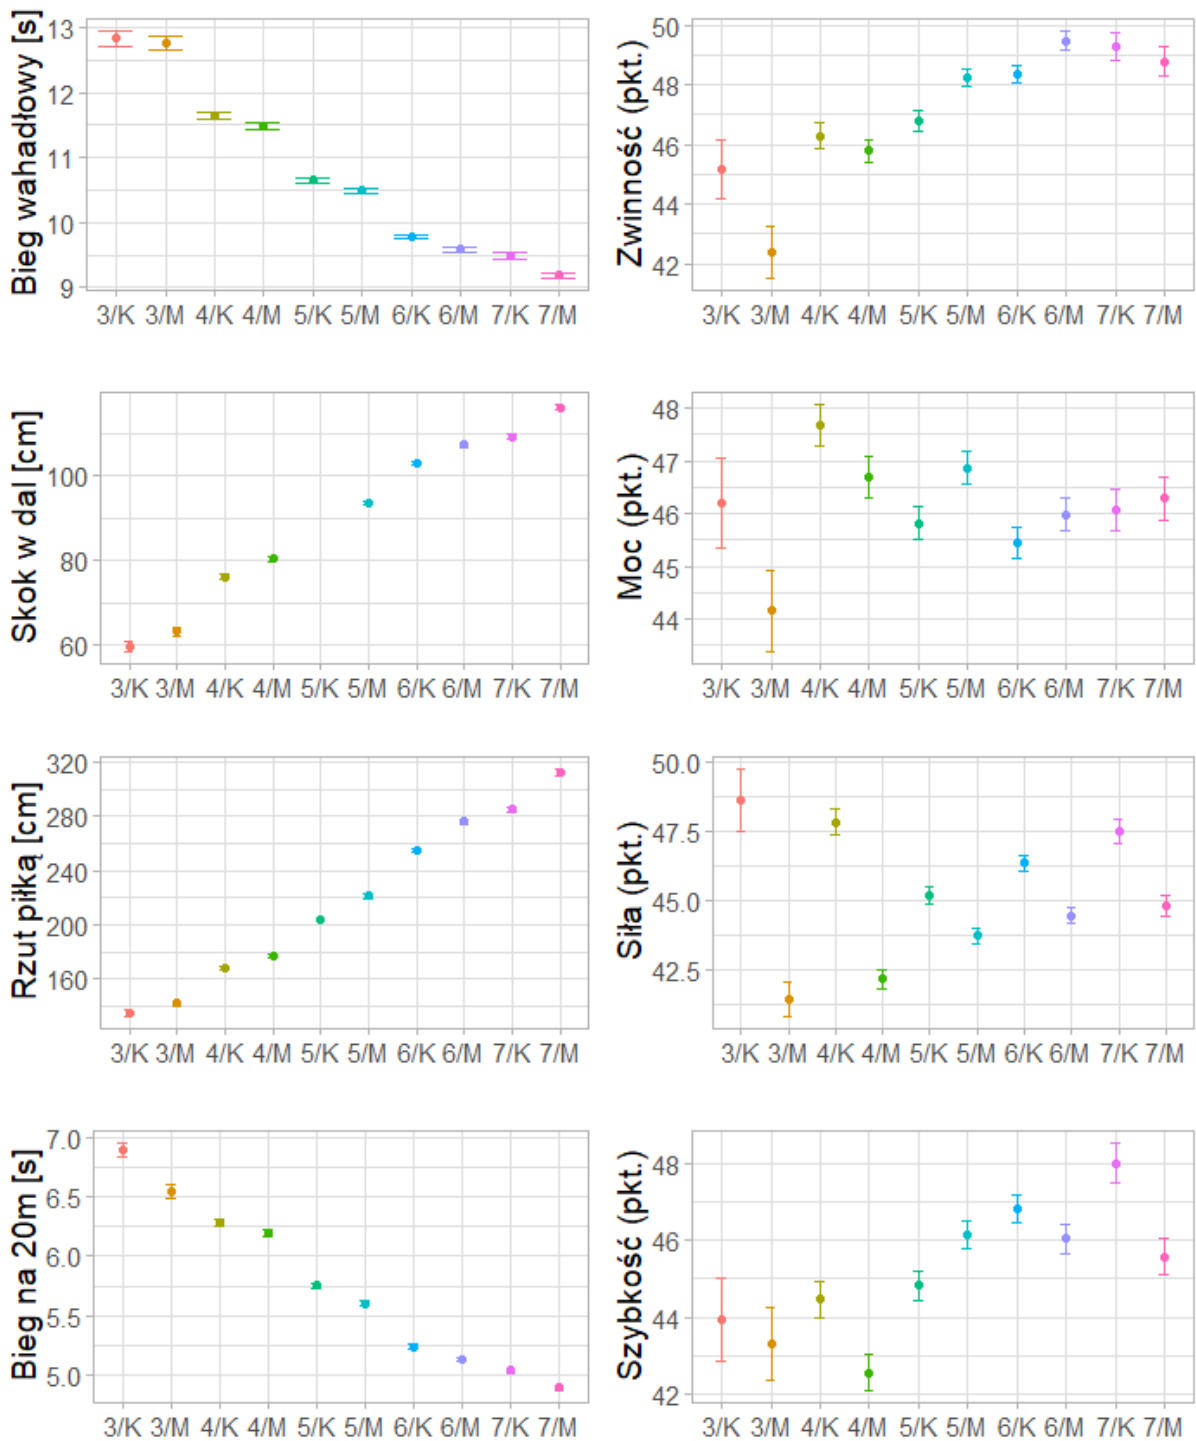 Bieg wahadłowy [s]
13
12
11
10
9
3/K 3/M 4/K 4/M 5/K 5/M 6/K 6/M 7/K 7/M
Zwinność (pkt.)
50
48
46
44
42
3/K 3/M 4/K 4/M 5/K 5/M 6/K 6/M 7/K 7/M
Skok w dal [cm]
100
80
60
3/K 3/M 4/K 4/M 5/K 5/M 6/K 6/M 7/K 7/M
Moc (pkt.)
48
47
46
45
44
3/K 3/M 4/K 4/M 5/K 5/M 6/K 6/M 7/K 7/M
Rzut piłką [cm]
320
280
240
200
160
3/K 3/M 4/K 4/M 5/K 5/M 6/K 6/M 7/K 7/M
Siła (pkt.)
50.0
47.5
45.0
42.5
3/K 3/M 4/K 4/M 5/K 5/M 6/K 6/M 7/K 7/M
Bieg na 20m [s]
7.0
6.5
6.0
5.5
5.0
3/K 3/M 4/K 4/M 5/K 5/M 6/K 6/M 7/K 7/M
Szybkość (pkt.)
48
46
44
42
3/K 3/M 4/K 4/M 5/K 5/M 6/K 6/M 7/K 7/M